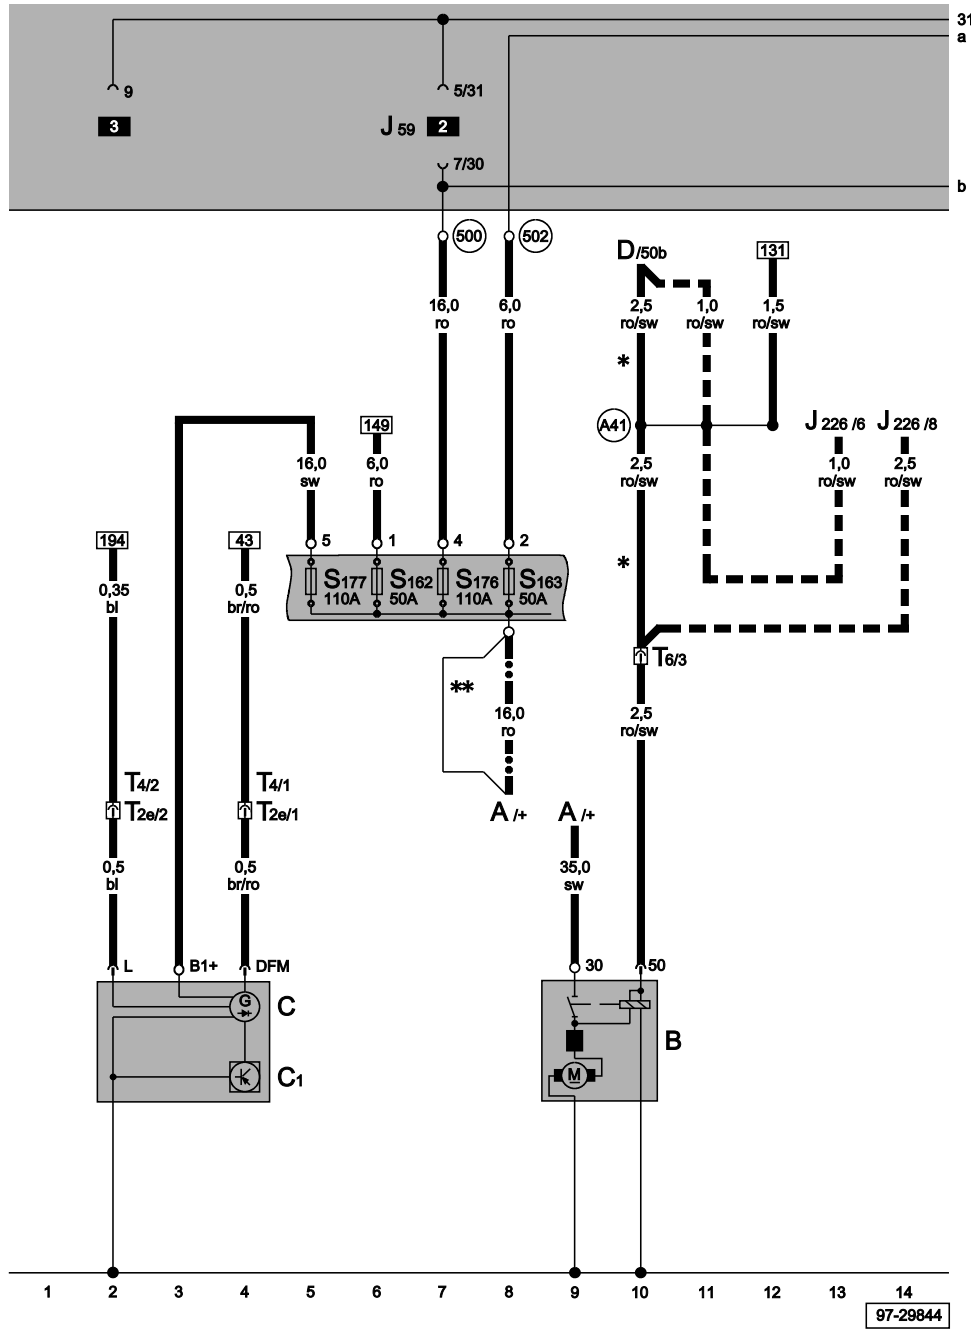 31
a
9
5/31
3
J 59
2
7/30
b
500
502
D/50b
131
16,0
ro
6,0
ro
2,5
ro/sw
1,0
ro/sw
1,5
ro/sw
*
149
A41
J 226 /6
J 226 /8
16,0
sw
6,0
ro
2,5
ro/sw
1,0
ro/sw
2,5
ro/sw
194
43
5
1
4
2
0,35
bl
0,5
br/ro
S177
110A
S162
50A
S176
110A
S163
50A
*
T6/3
**
16,0
ro
2,5
ro/sw
T4/2
T2e/2
T4/1
T2e/1
A /+
A /+
0,5
bl
0,5
br/ro
35,0
sw
L
B1+
DFM
30
50
G
C
B
C1
M
1 2 3 4 5 6 7 8 9 10 11 12 13 14
97-29844